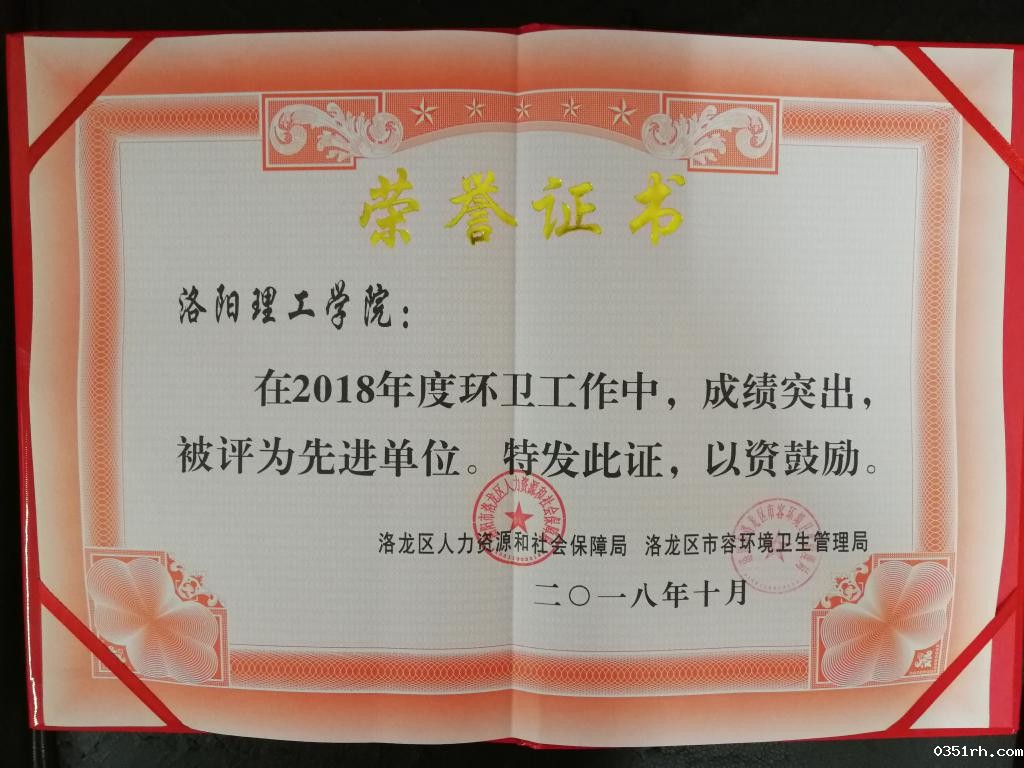 荣誉证书
洛阳理工学院：
在2018年度环卫工作中，成绩突出，
被评为先进单位。特发此证，以资鼓励。
洛龙区人力资源和社会保障局 洛龙区市容环境卫生管理局
二〇一八年十月
0351rh.com